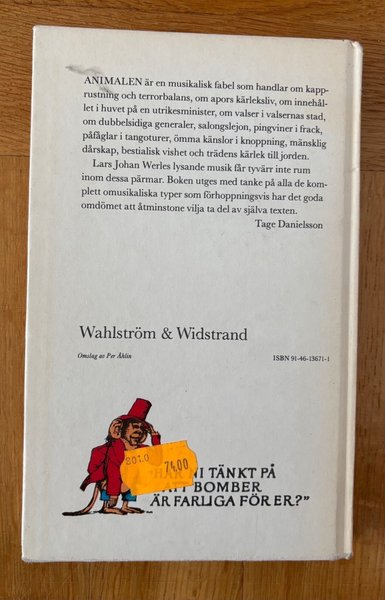 ANIMALEN är en musikalisk fabel som handlar om kapp-
rustning och terrorbalans, om apors kärleksliv, om innehål-
let i huvet på en utrikesminister, om valser i valsernas stad,
om dubbelsidiga generaler, salongslejon, pingviner i frack,
påfåglar i tangoturer, ömma känslor i knoppning, mänsklig
dårskap, bestialisk vishet och trädens kärlek till jorden.
Lars Johan Werles lysande musik får tyvärr inte rum
inom dessa pärmar. Boken utges med tanke på alla de kom-
plett omusikaliska typer som förhoppningsvis har det goda
omdömet att åtminstone vilja ta del av själva texten.
Tage Danielsson
Wahlström & Widstrand
Omslag av Per Åhlin
ISBN 91-46-13671-1
201.0
74.00
NI TÄNKT PÅ
BOMBER
ÄR FARLIGA FÖR ER?”